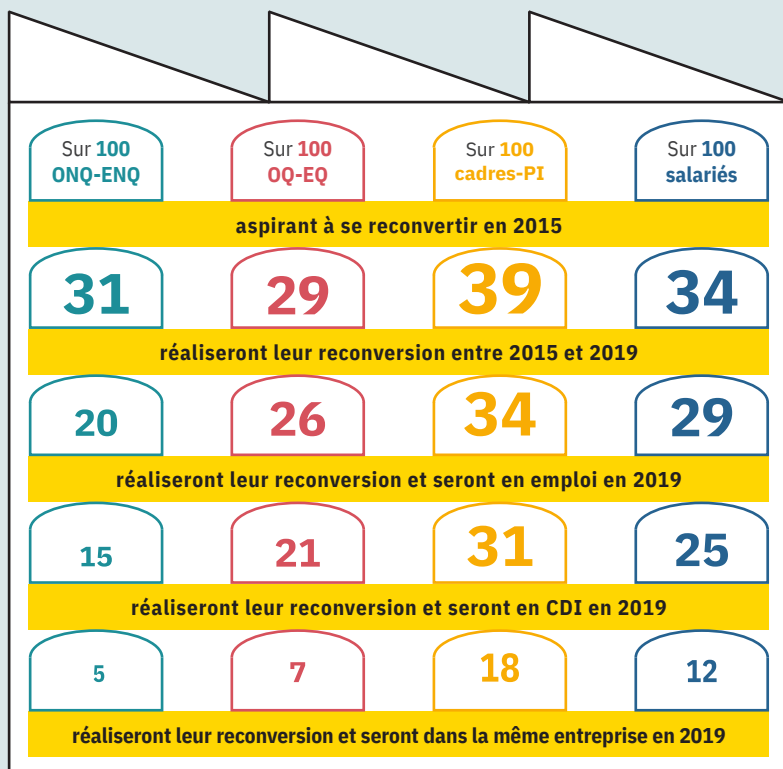 Sur 100 ONQ-ENQ
Sur 100 OQ-EQ
Sur 100 cadres-PI
Sur 100 salariés
aspirant à se reconvertir en 2015
31 29 39 34
réaliseront leur reconversion entre 2015 et 2019
20 26 34 29
réaliseront leur reconversion et seront en emploi en 2019
15 21 31 25
réaliseront leur reconversion et seront en CDI en 2019
5 7 18 12
réaliseront leur reconversion et seront dans la même entreprise en 2019